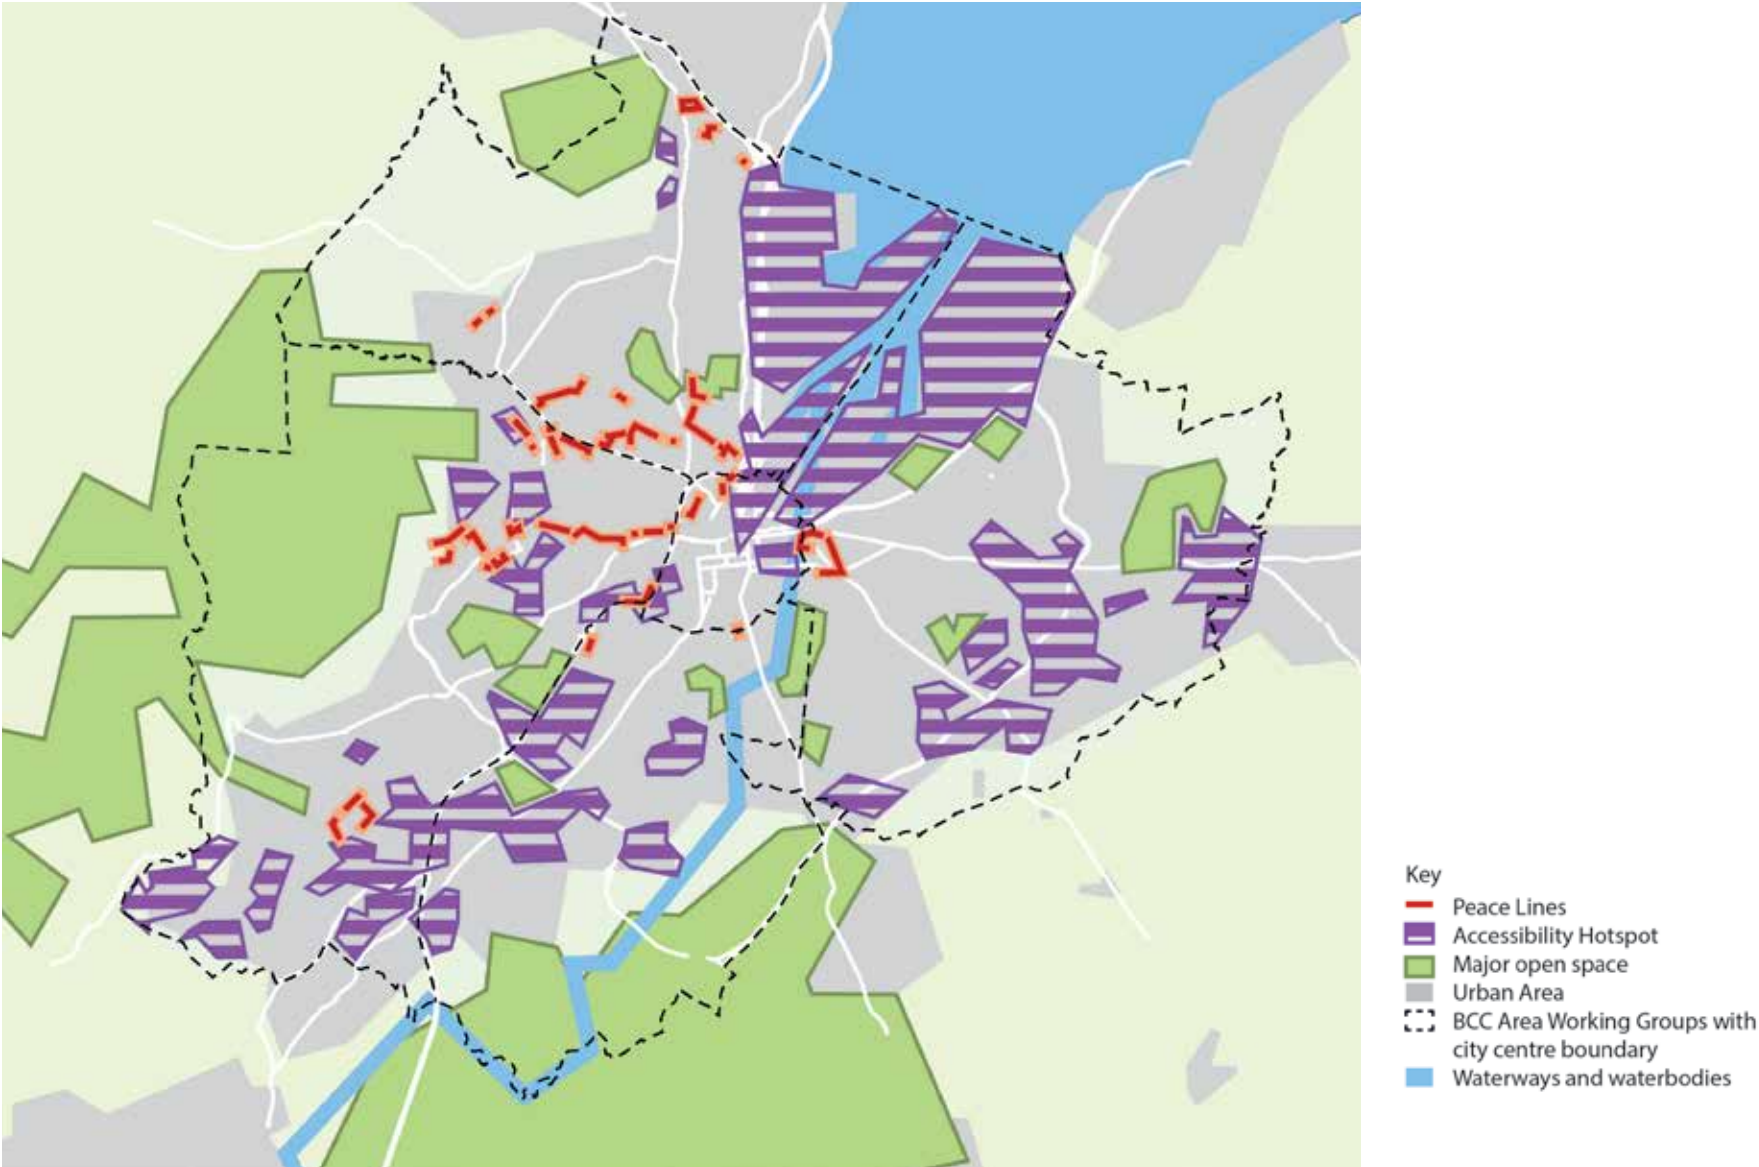 Key
Peace Lines
Accessibility Hotspot
Major open space
Urban Area
BCC Area Working Groups with
city centre boundary
Waterways and waterbodies